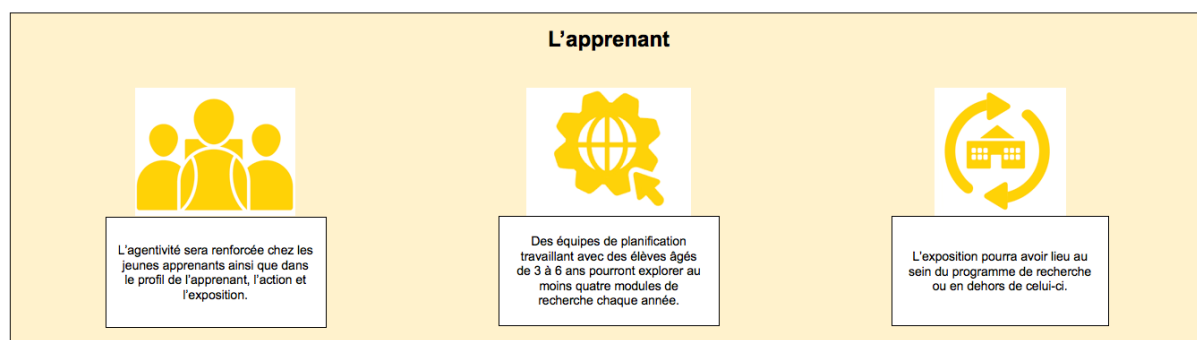 L'apprenant
L'agentivité sera renforcée chez les
jeunes apprenants ainsi que dans
le profil de l'apprenant, l'action et
l'exposition.
Des équipes de planification
travaillant avec des élèves âgés
de 3 à 6 ans pourront explorer au
moins quatre modules de
recherche chaque année.
L'exposition pourra avoir lieu au
sein du programme de recherche
ou en dehors de celui-ci.